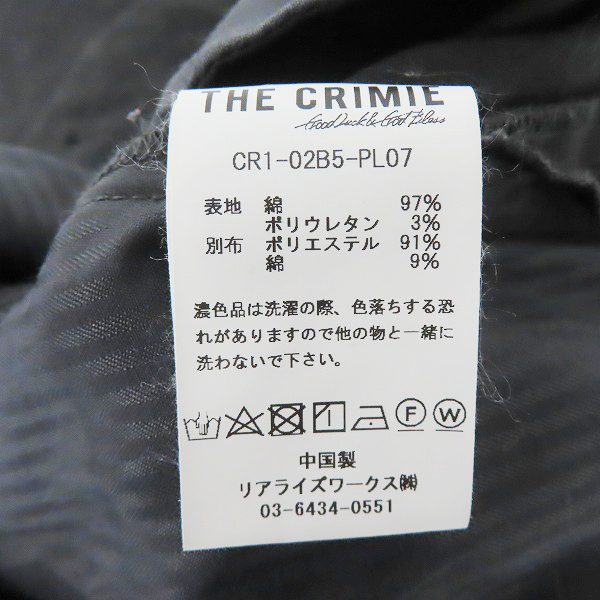 THE CRIMIE
Good Luck & God Bless
CR1-02B5-PL07
表地 綿 97%
ポリウレタン 3%
別布 ポリエステル 91%
綿 9%
濃色品は洗濯の際、色落ちする恐
れがありますので他の物と一緒に
洗わないで下さい。
F W
中国製
リアライズワークス㈱
03-6434-0551